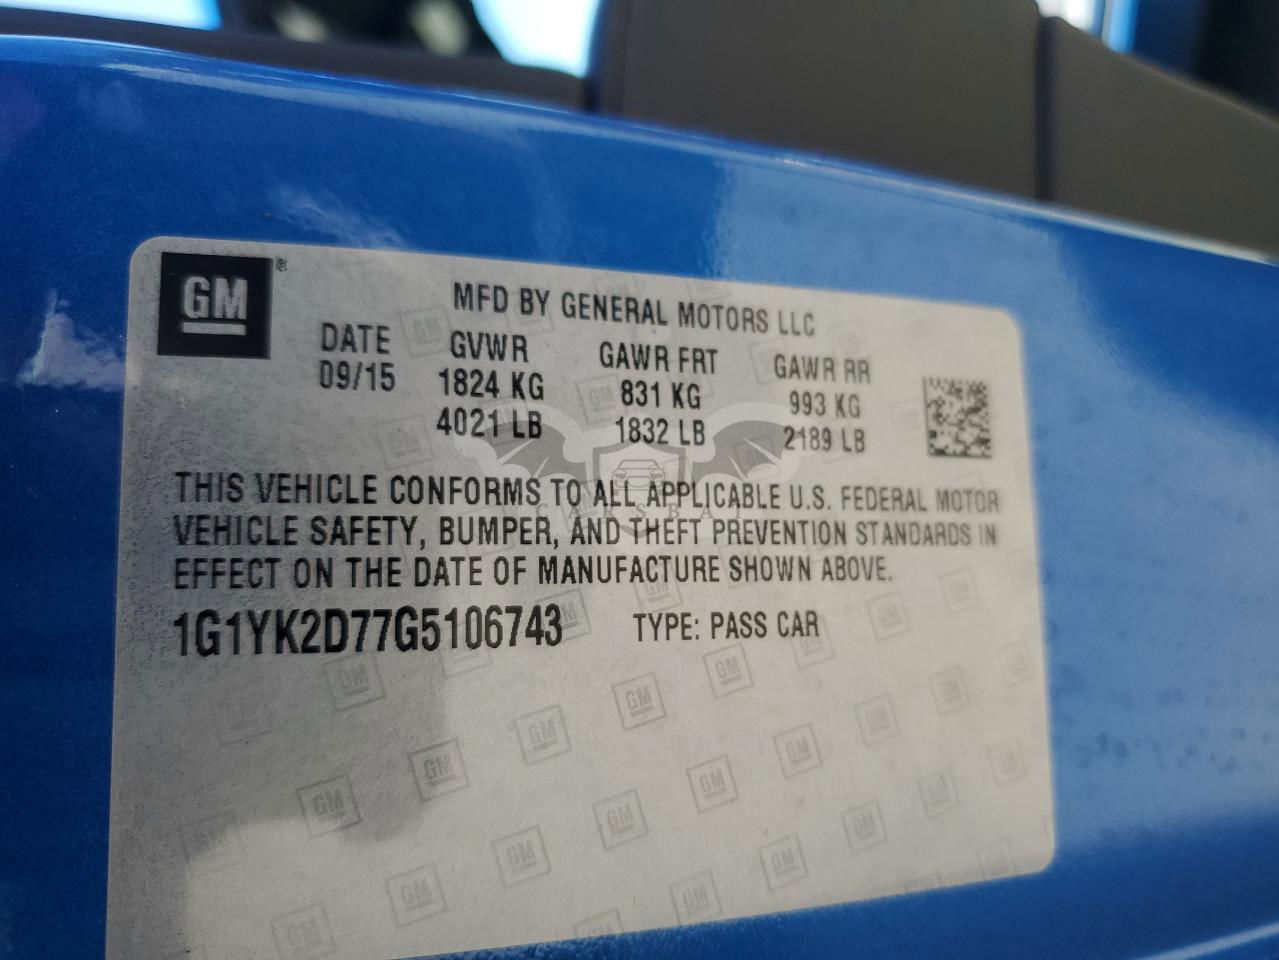 GM
MFD BY GENERAL MOTORS LLC
DATE GVWR GAWR FRT GAWR RR
09/15 1824 KG 831 KG 993 KG
4021 LB 1832 LB 2189 LB
THIS VEHICLE CONFORMS TO ALL APPLICABLE U.S. FEDERAL MOTOR
VEHICLE SAFETY, BUMPER, AND THEFT PREVENTION STANDARDS IN
EFFECT ON THE DATE OF MANUFACTURE SHOWN ABOVE.
1G1YK2D77G5106743 TYPE: PASS CAR